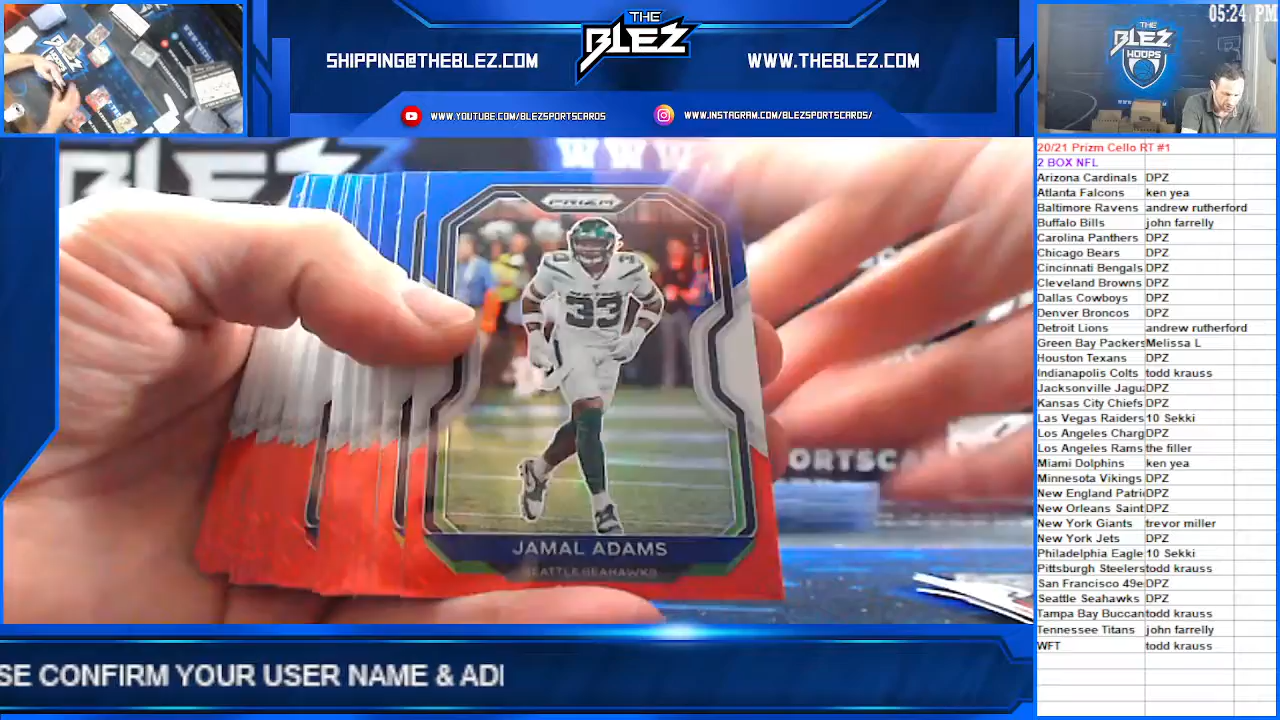 THE
BLEZ
SHIPPING@THEBLEZ.COM
WWW.THEBLEZ.COM
WWW.YOUTUBE.COM/BLEZSPORTSCARDS
WWW.INSTAGRAM.COM/BLEZSPORTSCARDS/
THE
BLEZ
HOOPS
05:24 PM
WWW
PRIZM
33
JAMAL ADAMS
SEATTLE SEAHAWKS
ORTSCA
SE CONFIRM YOUR USER NAME & ADI
20/21 Prizm Cello RT #1
2 BOX NFL
Arizona Cardinals DPZ
Atlanta Falcons ken yea
Baltimore Ravens andrew rutherford
Buffalo Bills john farrelly
Carolina Panthers DPZ
Chicago Bears DPZ
Cincinnati Bengals DPZ
Cleveland Browns DPZ
Dallas Cowboys DPZ
Denver Broncos DPZ
Detroit Lions andrew rutherford
Green Bay Packers Melissa L
Houston Texans DPZ
Indianapolis Colts todd krauss
Jacksonville Jagu DPZ
Kansas City Chiefs DPZ
Las Vegas Raiders 10 Sekki
Los Angeles Charg DPZ
Los Angeles Rams the filler
Miami Dolphins ken yea
Minnesota Vikings DPZ
New England Patri DPZ
New Orleans Saint DPZ
New York Giants trevor miller
New York Jets DPZ
Philadelphia Eagle 10 Sekki
Pittsburgh Steelers todd krauss
San Francisco 49e DPZ
Seattle Seahawks DPZ
Tampa Bay Buccan todd krauss
Tennessee Titans john farrelly
WFT todd krauss